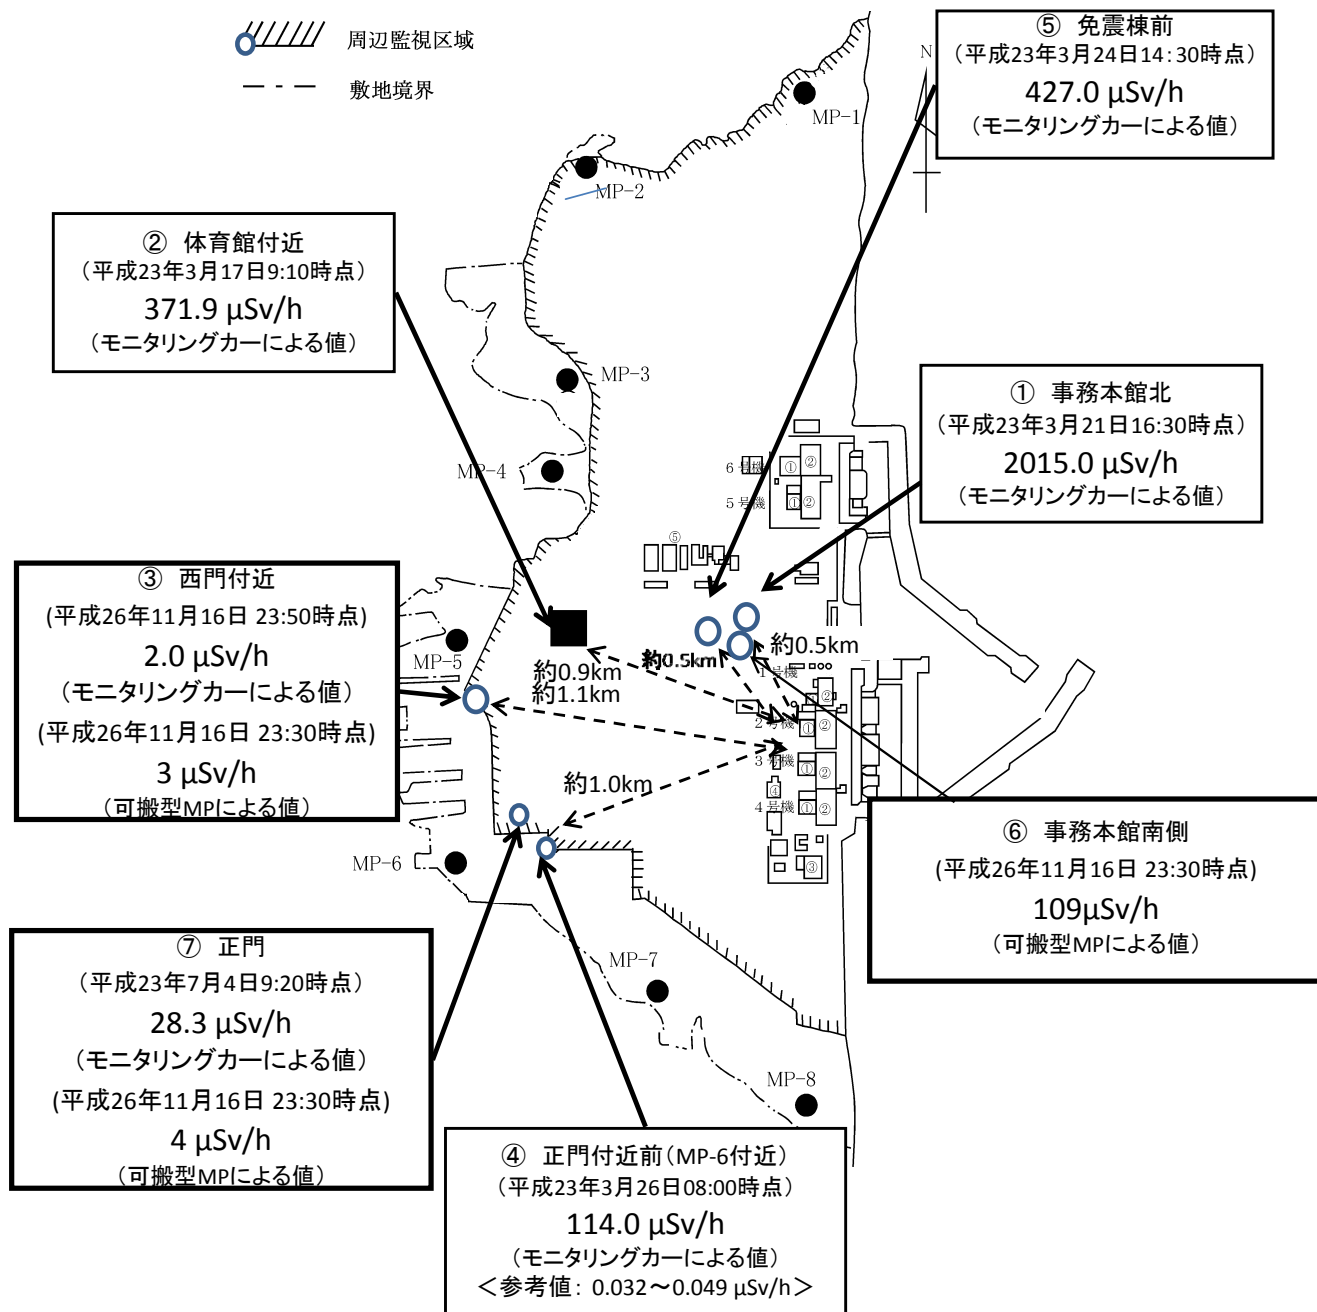 周辺監視区域
敷地境界
⑤ 免震棟前
（平成23年3月24日14:30時点）
427.0 μSv/h
（モニタリングカーによる値）
N
MP-1
MP-2
② 体育館付近
（平成23年3月17日9:10時点）
371.9 μSv/h
（モニタリングカーによる値）
MP-3
① 事務本館北
（平成23年3月21日16:30時点）
2015.0 μSv/h
（モニタリングカーによる値）
MP-4
6号機
①
②
5号機
①
②
⑤
③ 西門付近
(平成26年11月16日 23:50時点)
2.0 μSv/h
（モニタリングカーによる値）
(平成26年11月16日 23:30時点)
3 μSv/h
（可搬型MPによる値）
MP-5
約0.9km
約1.1km
約0.5km
約0.5km
1号機
②
2号機
①
②
3号機
①
②
④
4号機
①
②
③
約1.0km
MP-6
⑥ 事務本館南側
(平成26年11月16日 23:30時点)
109μSv/h
（可搬型MPによる値）
⑦ 正門
（平成23年7月4日9:20時点）
28.3 μSv/h
（モニタリングカーによる値）
(平成26年11月16日 23:30時点)
4 μSv/h
（可搬型MPによる値）
MP-7
MP-8
④ 正門付近前（MP-6付近）
（平成23年3月26日08:00時点）
114.0 μSv/h
（モニタリングカーによる値）
＜参考値： 0.032～0.049 μSv/h＞